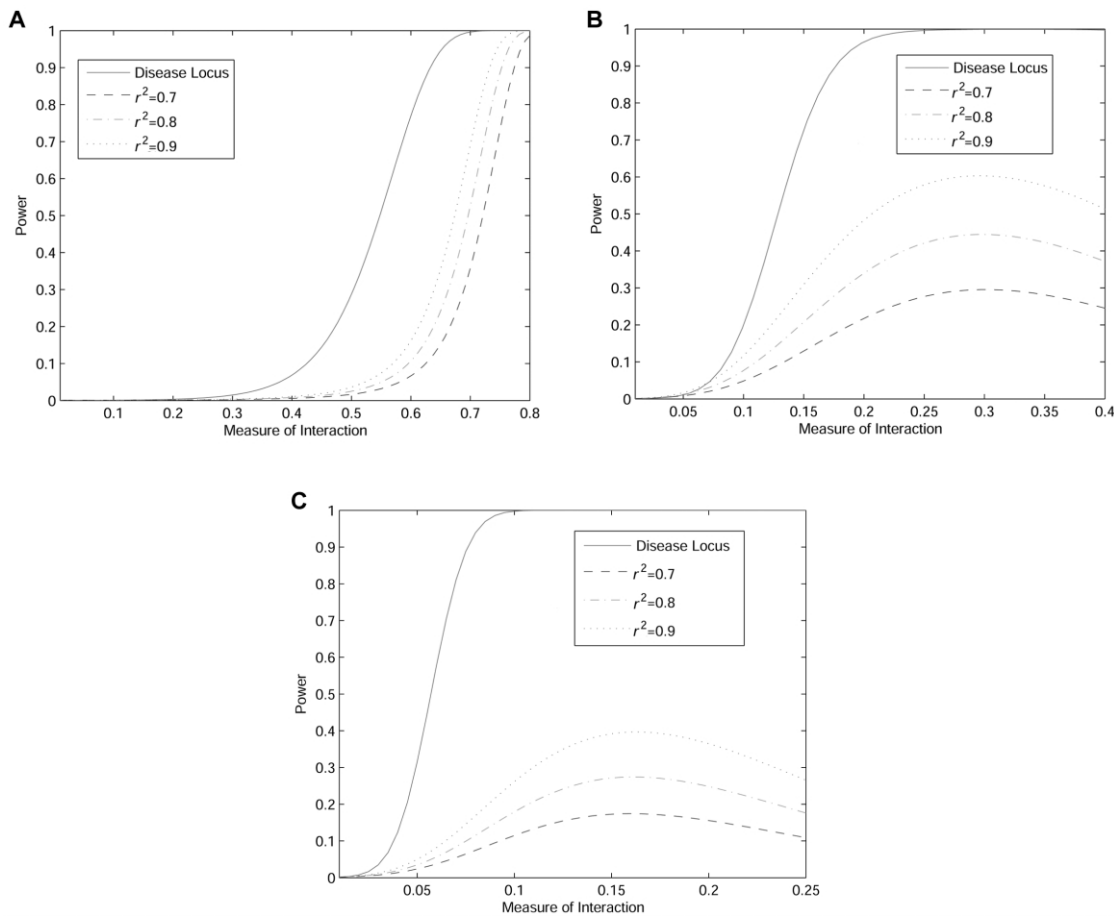 A
1
0.9
0.8
0.7
0.6
0.5
0.4
0.3
0.2
0.1
0
Power
Disease Locus
r²=0.7
r²=0.8
r²=0.9
0.1 0.2 0.3 0.4 0.5 0.6 0.7 0.8
Measure of Interaction
B
1
0.9
0.8
0.7
0.6
0.5
0.4
0.3
0.2
0.1
0
Power
Disease Locus
r²=0.7
r²=0.8
r²=0.9
0.05 0.1 0.15 0.2 0.25 0.3 0.35 0.4
Measure of Interaction
C
1
0.9
0.8
0.7
0.6
0.5
0.4
0.3
0.2
0.1
0
Power
Disease Locus
r²=0.7
r²=0.8
r²=0.9
0.05 0.1 0.15 0.2 0.25
Measure of Interaction